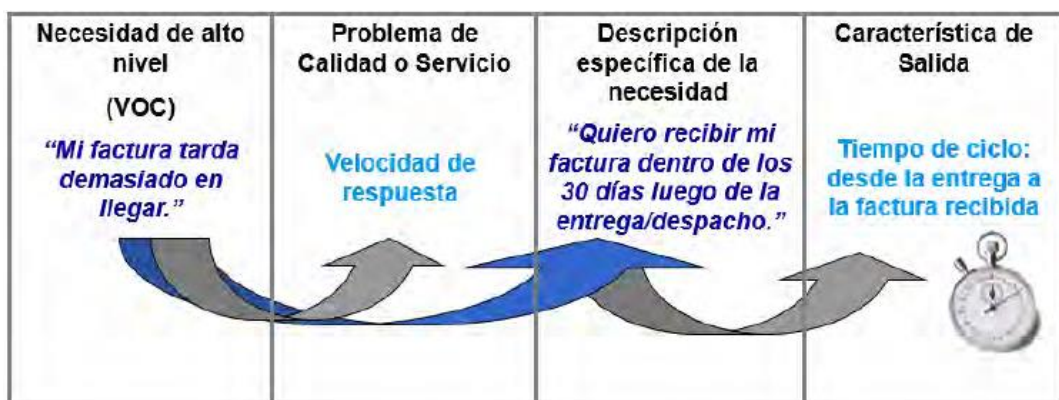 Necesidad de alto
nivel
(VOC)
“Mi factura tarda
demasiado en
llegar.”
Problema de
Calidad o Servicio
Velocidad de
respuesta
Descripción
específica de la
necesidad
“Quiero recibir mi
factura dentro de los
30 días luego de la
entrega/despacho.”
Característica de
Salida
Tiempo de ciclo:
desde la entrega a
la factura recibida